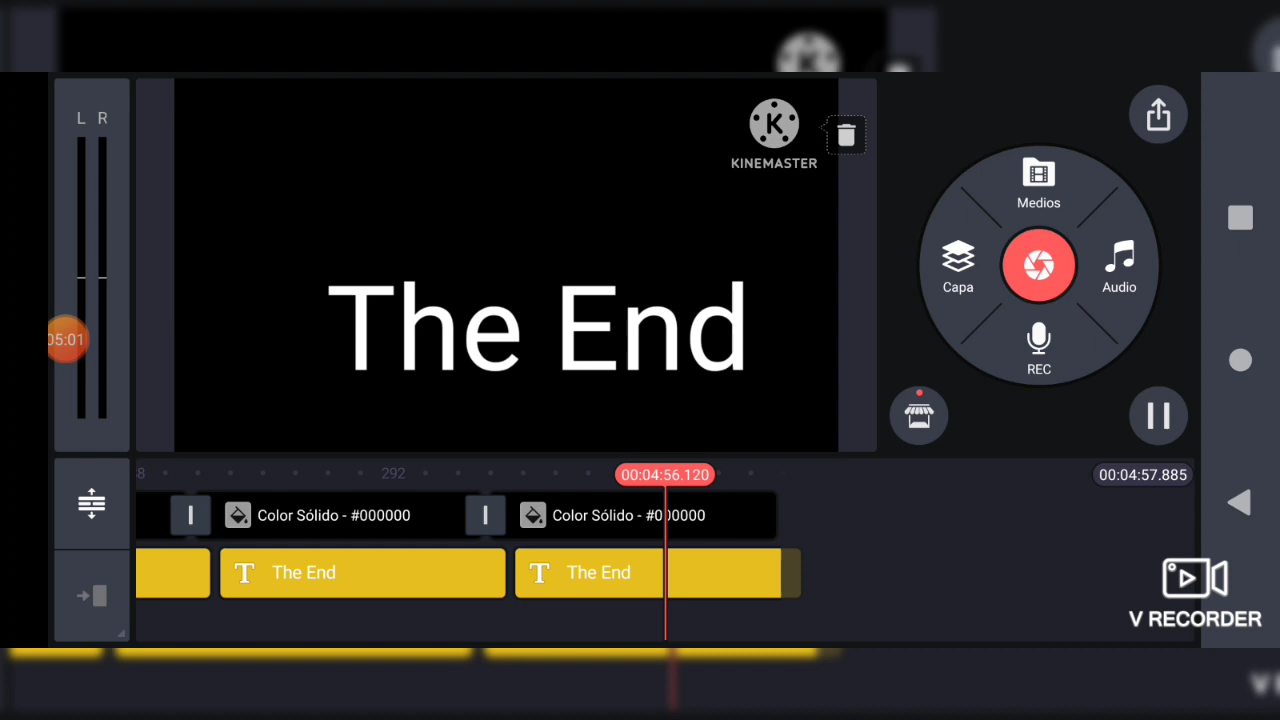 L R
KINEMASTER
The End
05:01
Medios
Capa
Audio
REC
8
292
00:04:56.120
00:04:57.885
Color Sólido - #000000
Color Sólido - #000000
The End
The End
V RECORDER